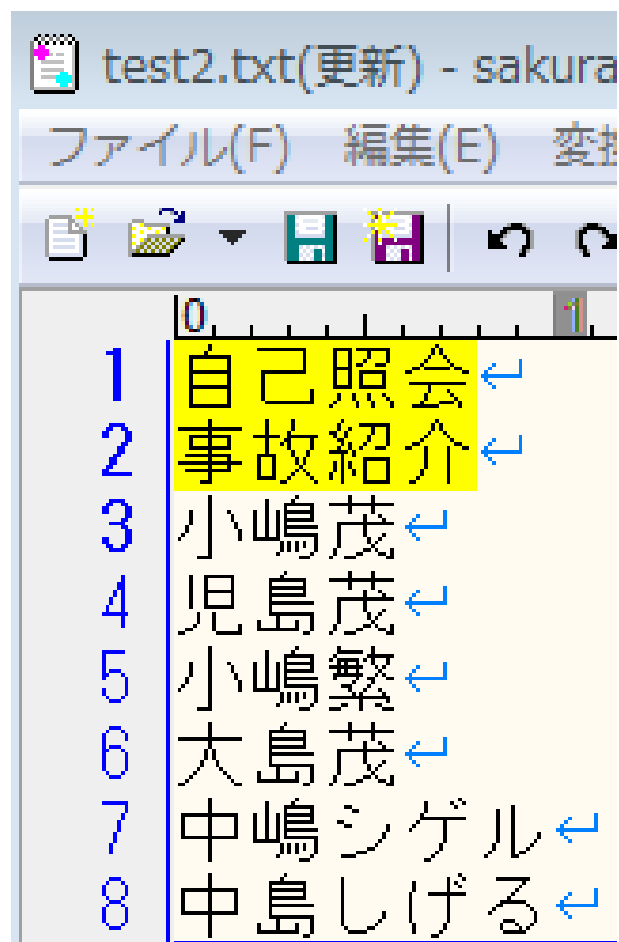 test2.txt(更新) - sakura
ファイル(F) 編集(E) 変換
0 1
1 自己照会
2 事故紹介
3 小嶋茂
4 児島茂
5 小嶋繁
6 大島茂
7 中嶋シゲル
8 中島しげる